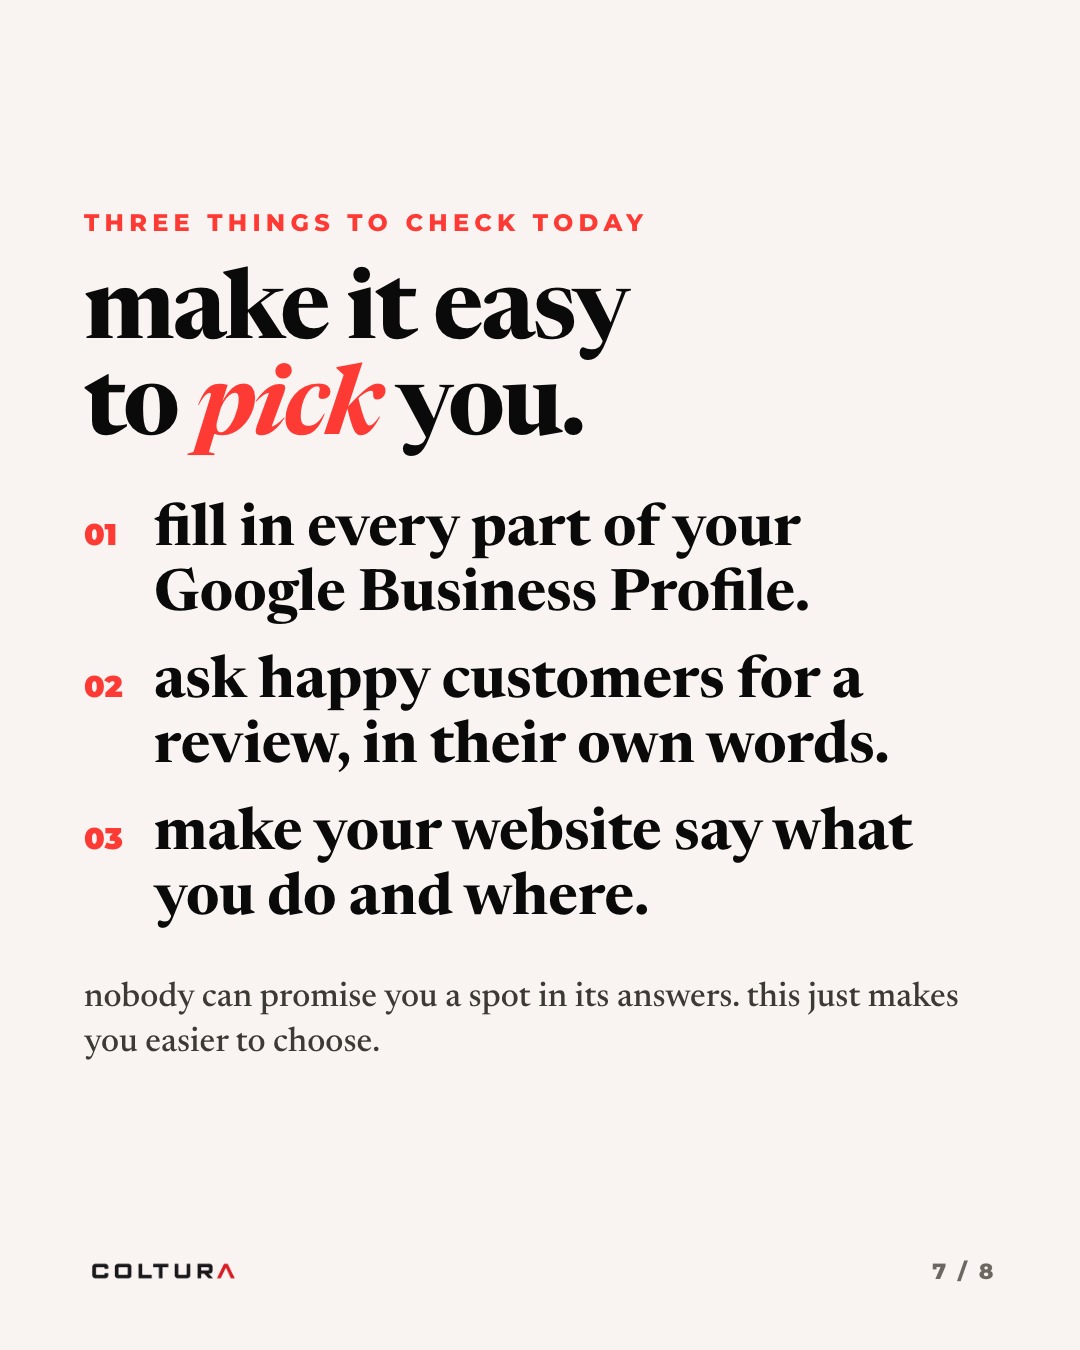 THREE THINGS TO CHECK TODAY
make it easy
to pick you.
01 fill in every part of your
Google Business Profile.
02 ask happy customers for a
review, in their own words.
03 make your website say what
you do and where.
nobody can promise you a spot in its answers. this just makes
you easier to choose.
COLTURA
7 / 8